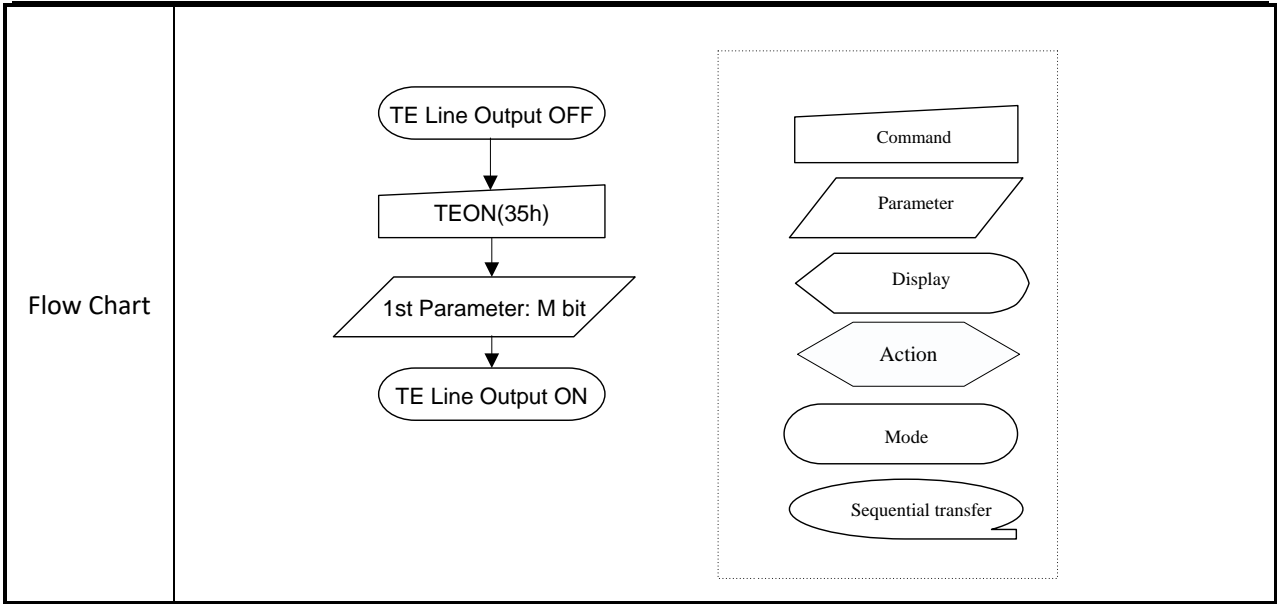 Flow Chart
TE Line Output OFF
TEON(35h)
1st Parameter: M bit
TE Line Output ON
Command
Parameter
Display
Action
Mode
Sequential transfer